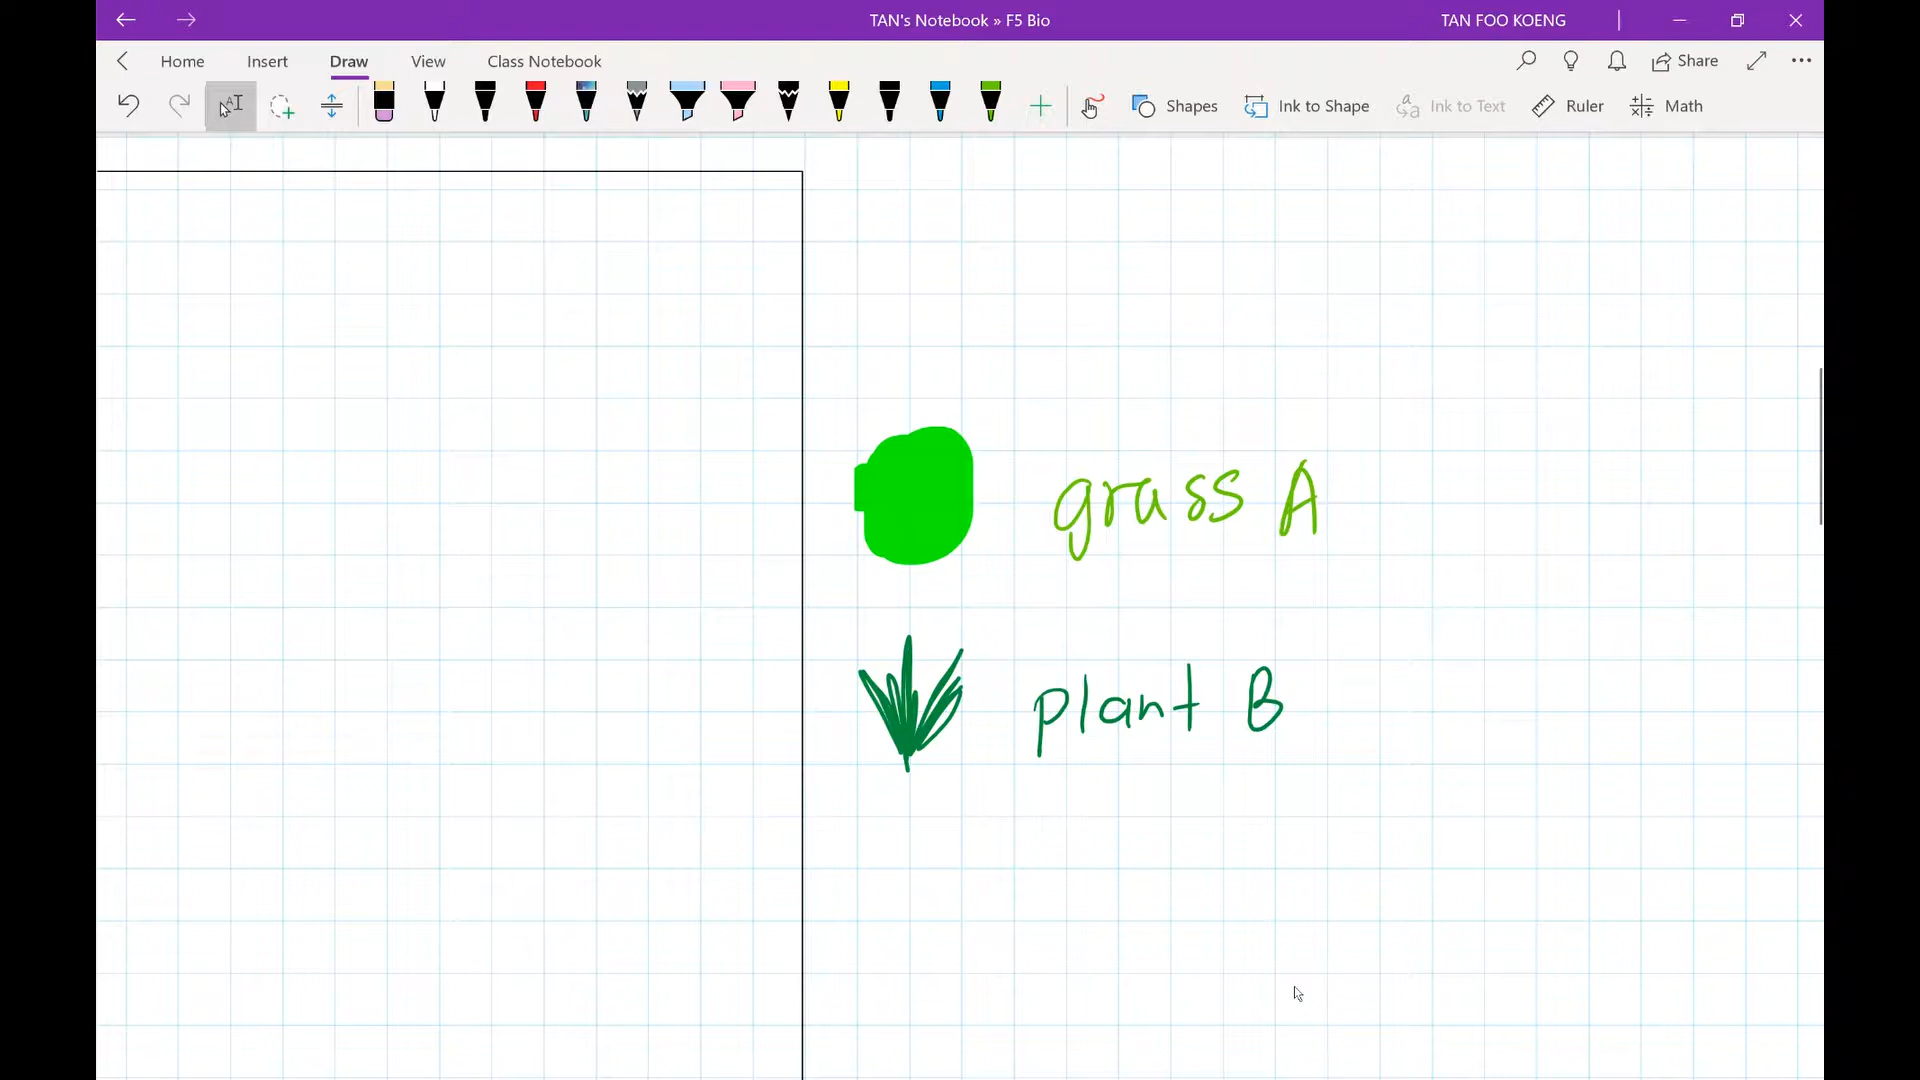 TAN's Notebook » F5 Bio
TAN FOO KOENG
Home Insert Draw View Class Notebook
Share
Shapes Ink to Shape Ink to Text Ruler Math
grass A
plant B